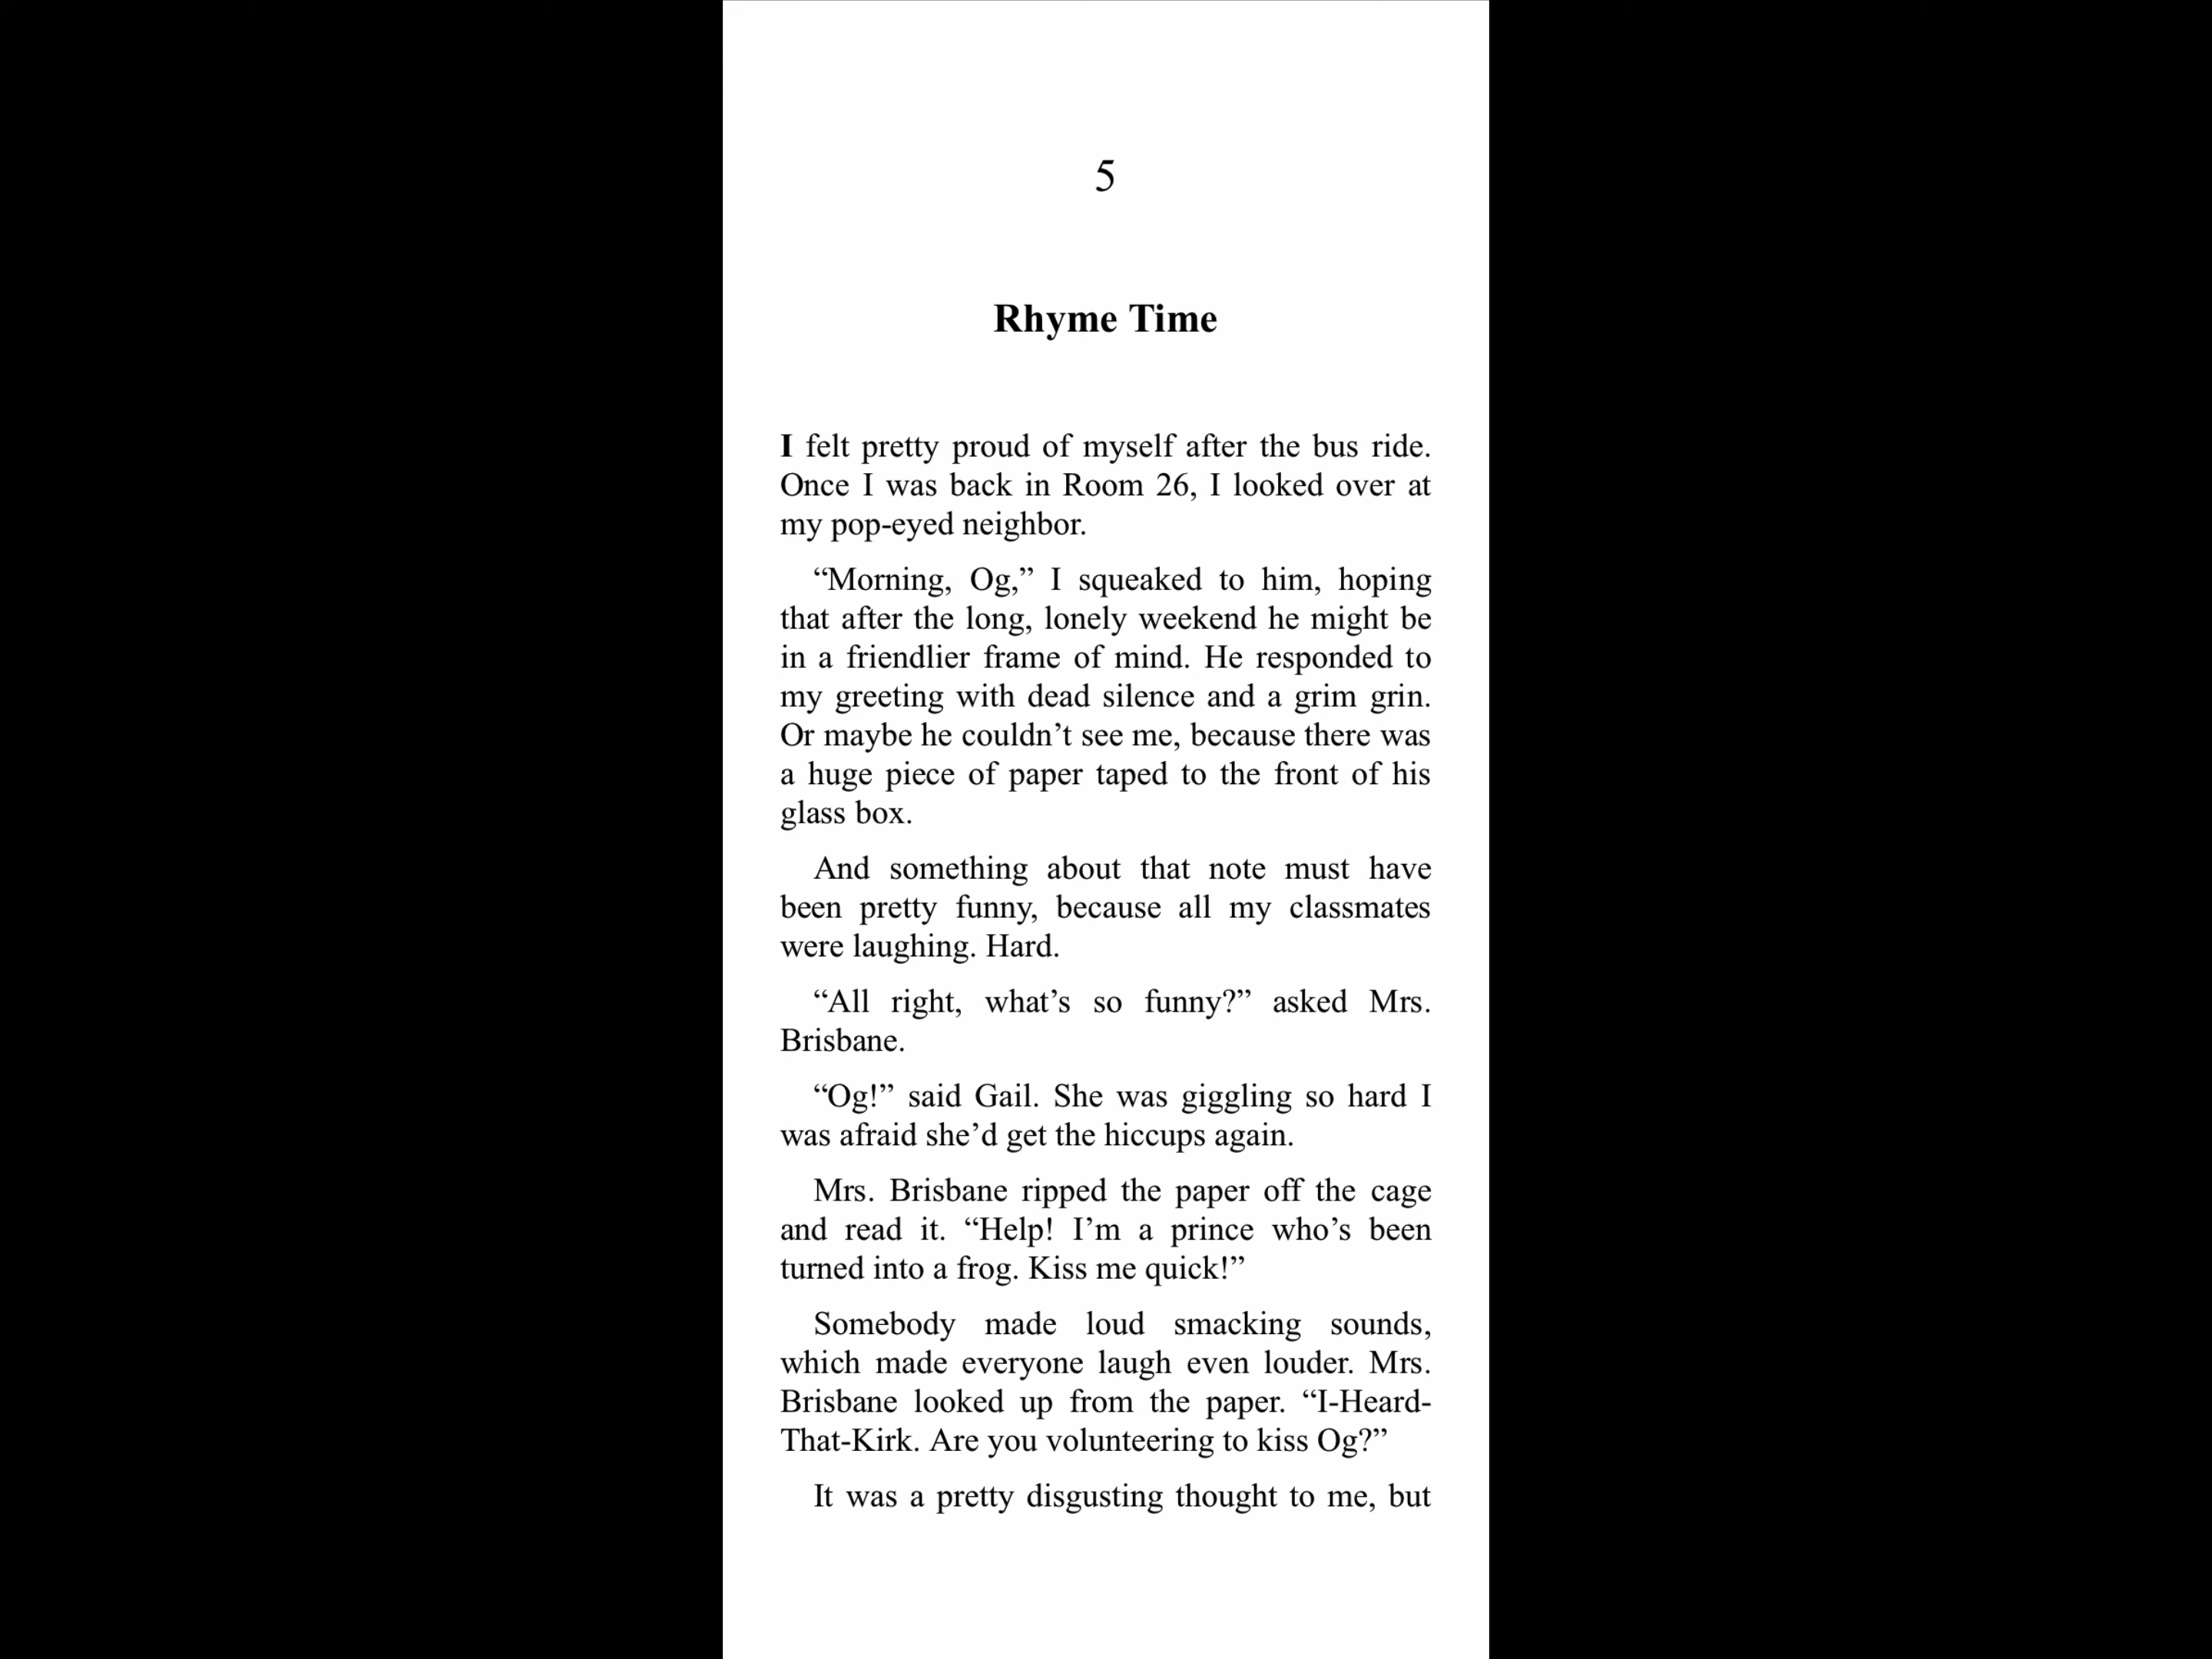 5
Rhyme Time
I felt pretty proud of myself after the bus ride.
Once I was back in Room 26, I looked over at
my pop-eyed neighbor.
“Morning, Og,” I squeaked to him, hoping
that after the long, lonely weekend he might be
in a friendlier frame of mind. He responded to
my greeting with dead silence and a grim grin.
Or maybe he couldn’t see me, because there was
a huge piece of paper taped to the front of his
glass box.
And something about that note must have
been pretty funny, because all my classmates
were laughing. Hard.
“All right, what’s so funny?” asked Mrs.
Brisbane.
“Og!” said Gail. She was giggling so hard I
was afraid she’d get the hiccups again.
Mrs. Brisbane ripped the paper off the cage
and read it. “Help! I’m a prince who’s been
turned into a frog. Kiss me quick!”
Somebody made loud smacking sounds,
which made everyone laugh even louder. Mrs.
Brisbane looked up from the paper. “I-Heard-
That-Kirk. Are you volunteering to kiss Og?”
It was a pretty disgusting thought to me, but